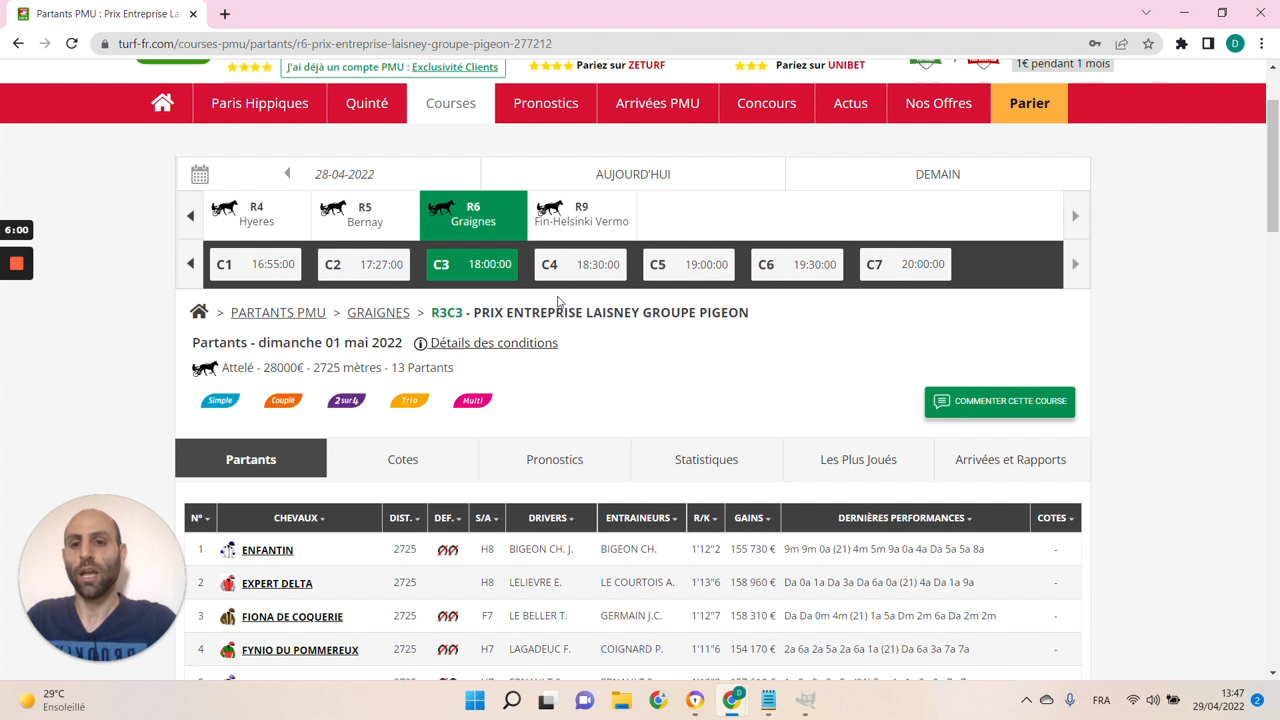 Partants PMU : Prix Entreprise La
turf-fr.com/courses-pmu/partants/r6-prix-entreprise-laisney-groupe-pigeon-277212
D
J'ai déjà un compte PMU : Exclusivité Clients
Pariez sur ZETURF
Pariez sur UNIBET
1€ pendant 1 mois
Paris Hippiques
Quinté
Courses
Pronostics
Arrivées PMU
Concours
Actus
Nos Offres
Parier
28-04-2022
AUJOURD'HUI
DEMAIN
R4 Hyeres
R5 Bernay
R6 Graignes
R9 Fin-Helsinki Vermo
6:00
C1 16:55:00
C2 17:27:00
C3 18:00:00
C4 18:30:00
C5 19:00:00
C6 19:30:00
C7 20:00:00
> PARTANTS PMU > GRAIGNES > R3C3 - PRIX ENTREPRISE LAISNEY GROUPE PIGEON
Partants - dimanche 01 mai 2022 Détails des conditions
Attelé - 28000€ - 2725 mètres - 13 Partants
Simple
Couplé
2sur4
Trio
Multi
COMMENTER CETTE COURSE
Partants
Cotes
Pronostics
Statistiques
Les Plus Joués
Arrivées et Rapports
N° CHEVAUX DIST. DEF. S/A DRIVERS ENTRAINEURS R/K GAINS DERNIÈRES PERFORMANCES COTES
1 ENFANTIN 2725 H8 BIGEON CH. J. BIGEON CH. 1'12"2 155 730 € 9m 9m 0a (21) 4m 5m 9a 0a 4a Da 5a 5a 8a -
2 EXPERT DELTA 2725 H8 LELIEVRE E. LE COURTOIS A. 1'13"6 158 960 € Da 0a 1a Da 3a Da 6a 0a (21) 4a Da 1a 9a -
3 FIONA DE COQUERIE 2725 F7 LE BELLER T. GERMAIN J.C. 1'12"7 158 310 € Da Da 0m 4m (21) 1a 5a Dm 2m 6a Da 2m 2m -
4 FYNIO DU POMMEREUX 2725 H7 LAGADEUC F. COIGNARD P. 1'11"6 154 170 € 2a 6a 2a 5a 2a 6a 1a (21) Da 6a 3a 7a 7a -
29°C
Ensoleillé
FRA
13:47
29/04/2022
2